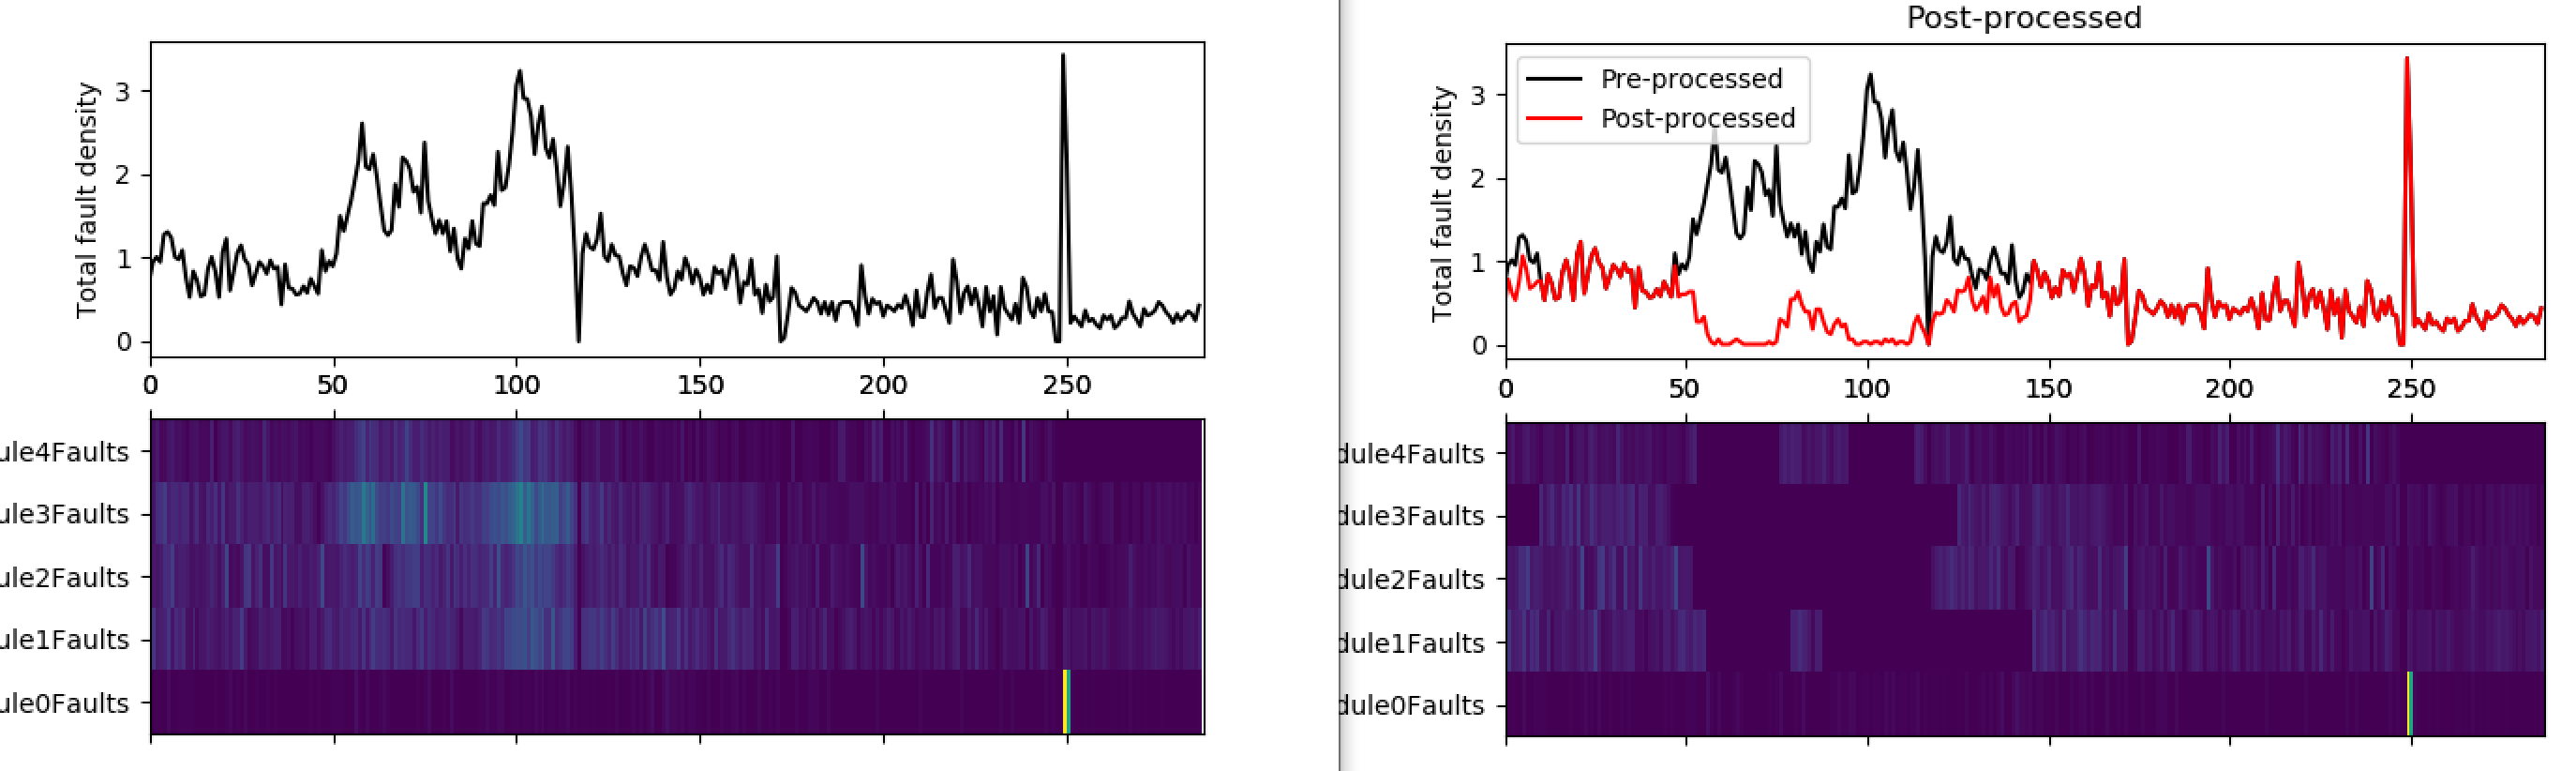 Total fault density
3
2
1
0
0 50 100 150 200 250
ule4Faults
ule3Faults
ule2Faults
ule1Faults
ule0Faults
Post-processed
Pre-processed
Post-processed
Total fault density
3
2
1
0
0 50 100 150 200 250
dule4Faults
dule3Faults
dule2Faults
dule1Faults
dule0Faults